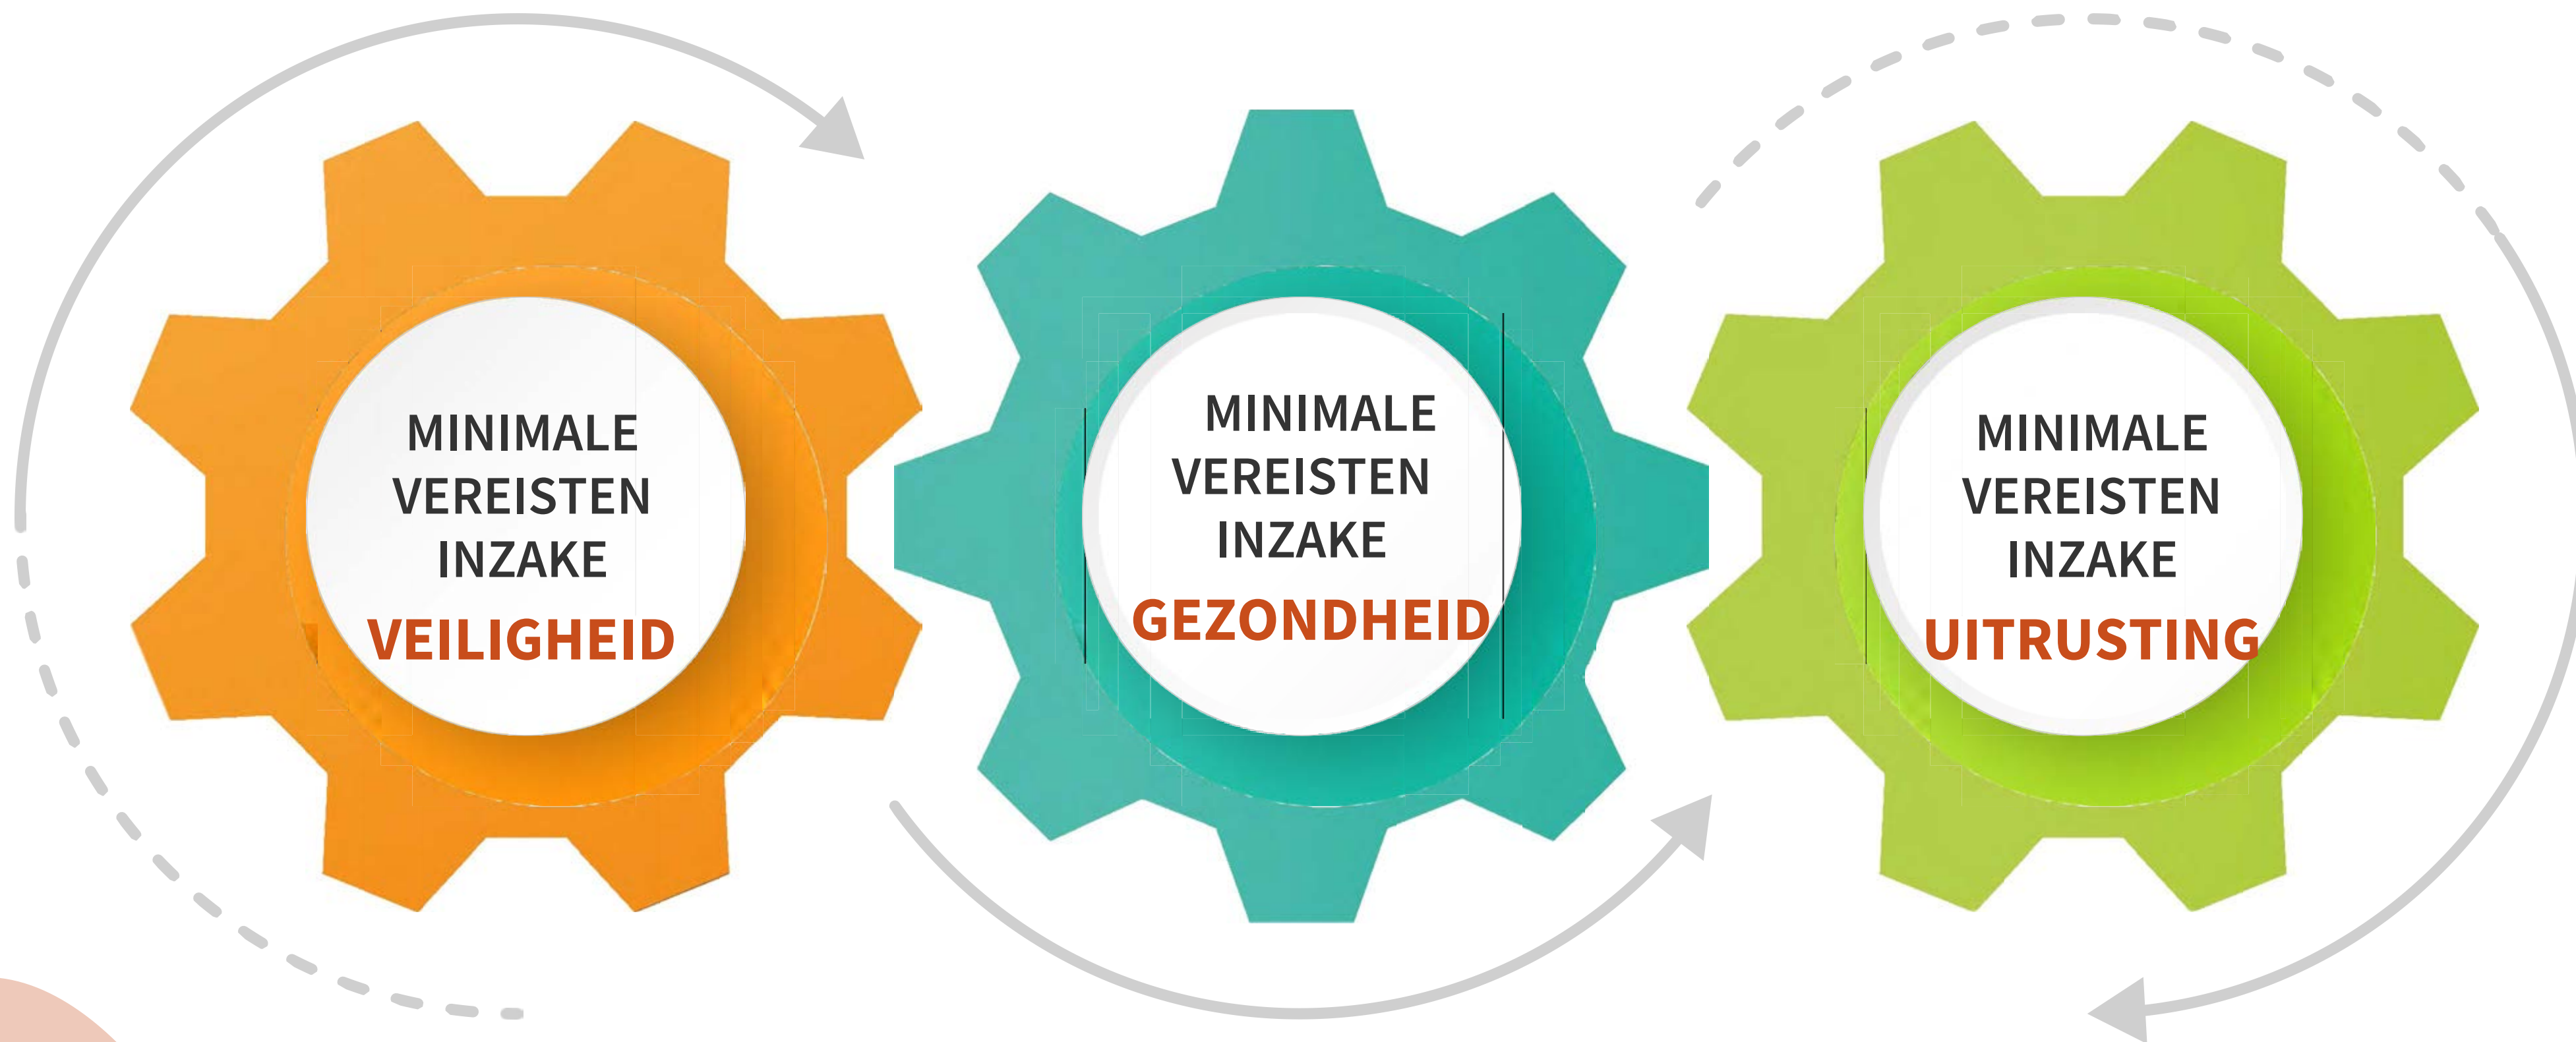 MINIMALE
VEREISTEN
INZAKE
VEILIGHEID
MINIMALE
VEREISTEN
INZAKE
GEZONDHEID
MINIMALE
VEREISTEN
INZAKE
UITRUSTING